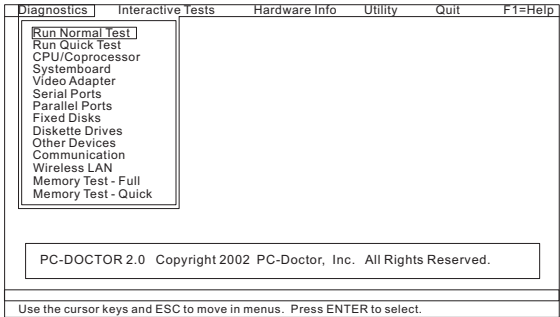 Diagnostics Interactive Tests Hardware Info Utility Quit F1=Help
Run Normal Test
Run Quick Test
CPU/Coprocessor
Systemboard
Video Adapter
Serial Ports
Parallel Ports
Fixed Disks
Diskette Drives
Other Devices
Communication
Wireless LAN
Memory Test - Full
Memory Test - Quick
PC-DOCTOR 2.0 Copyright 2002 PC-Doctor, Inc. All Rights Reserved.
Use the cursor keys and ESC to move in menus. Press ENTER to select.